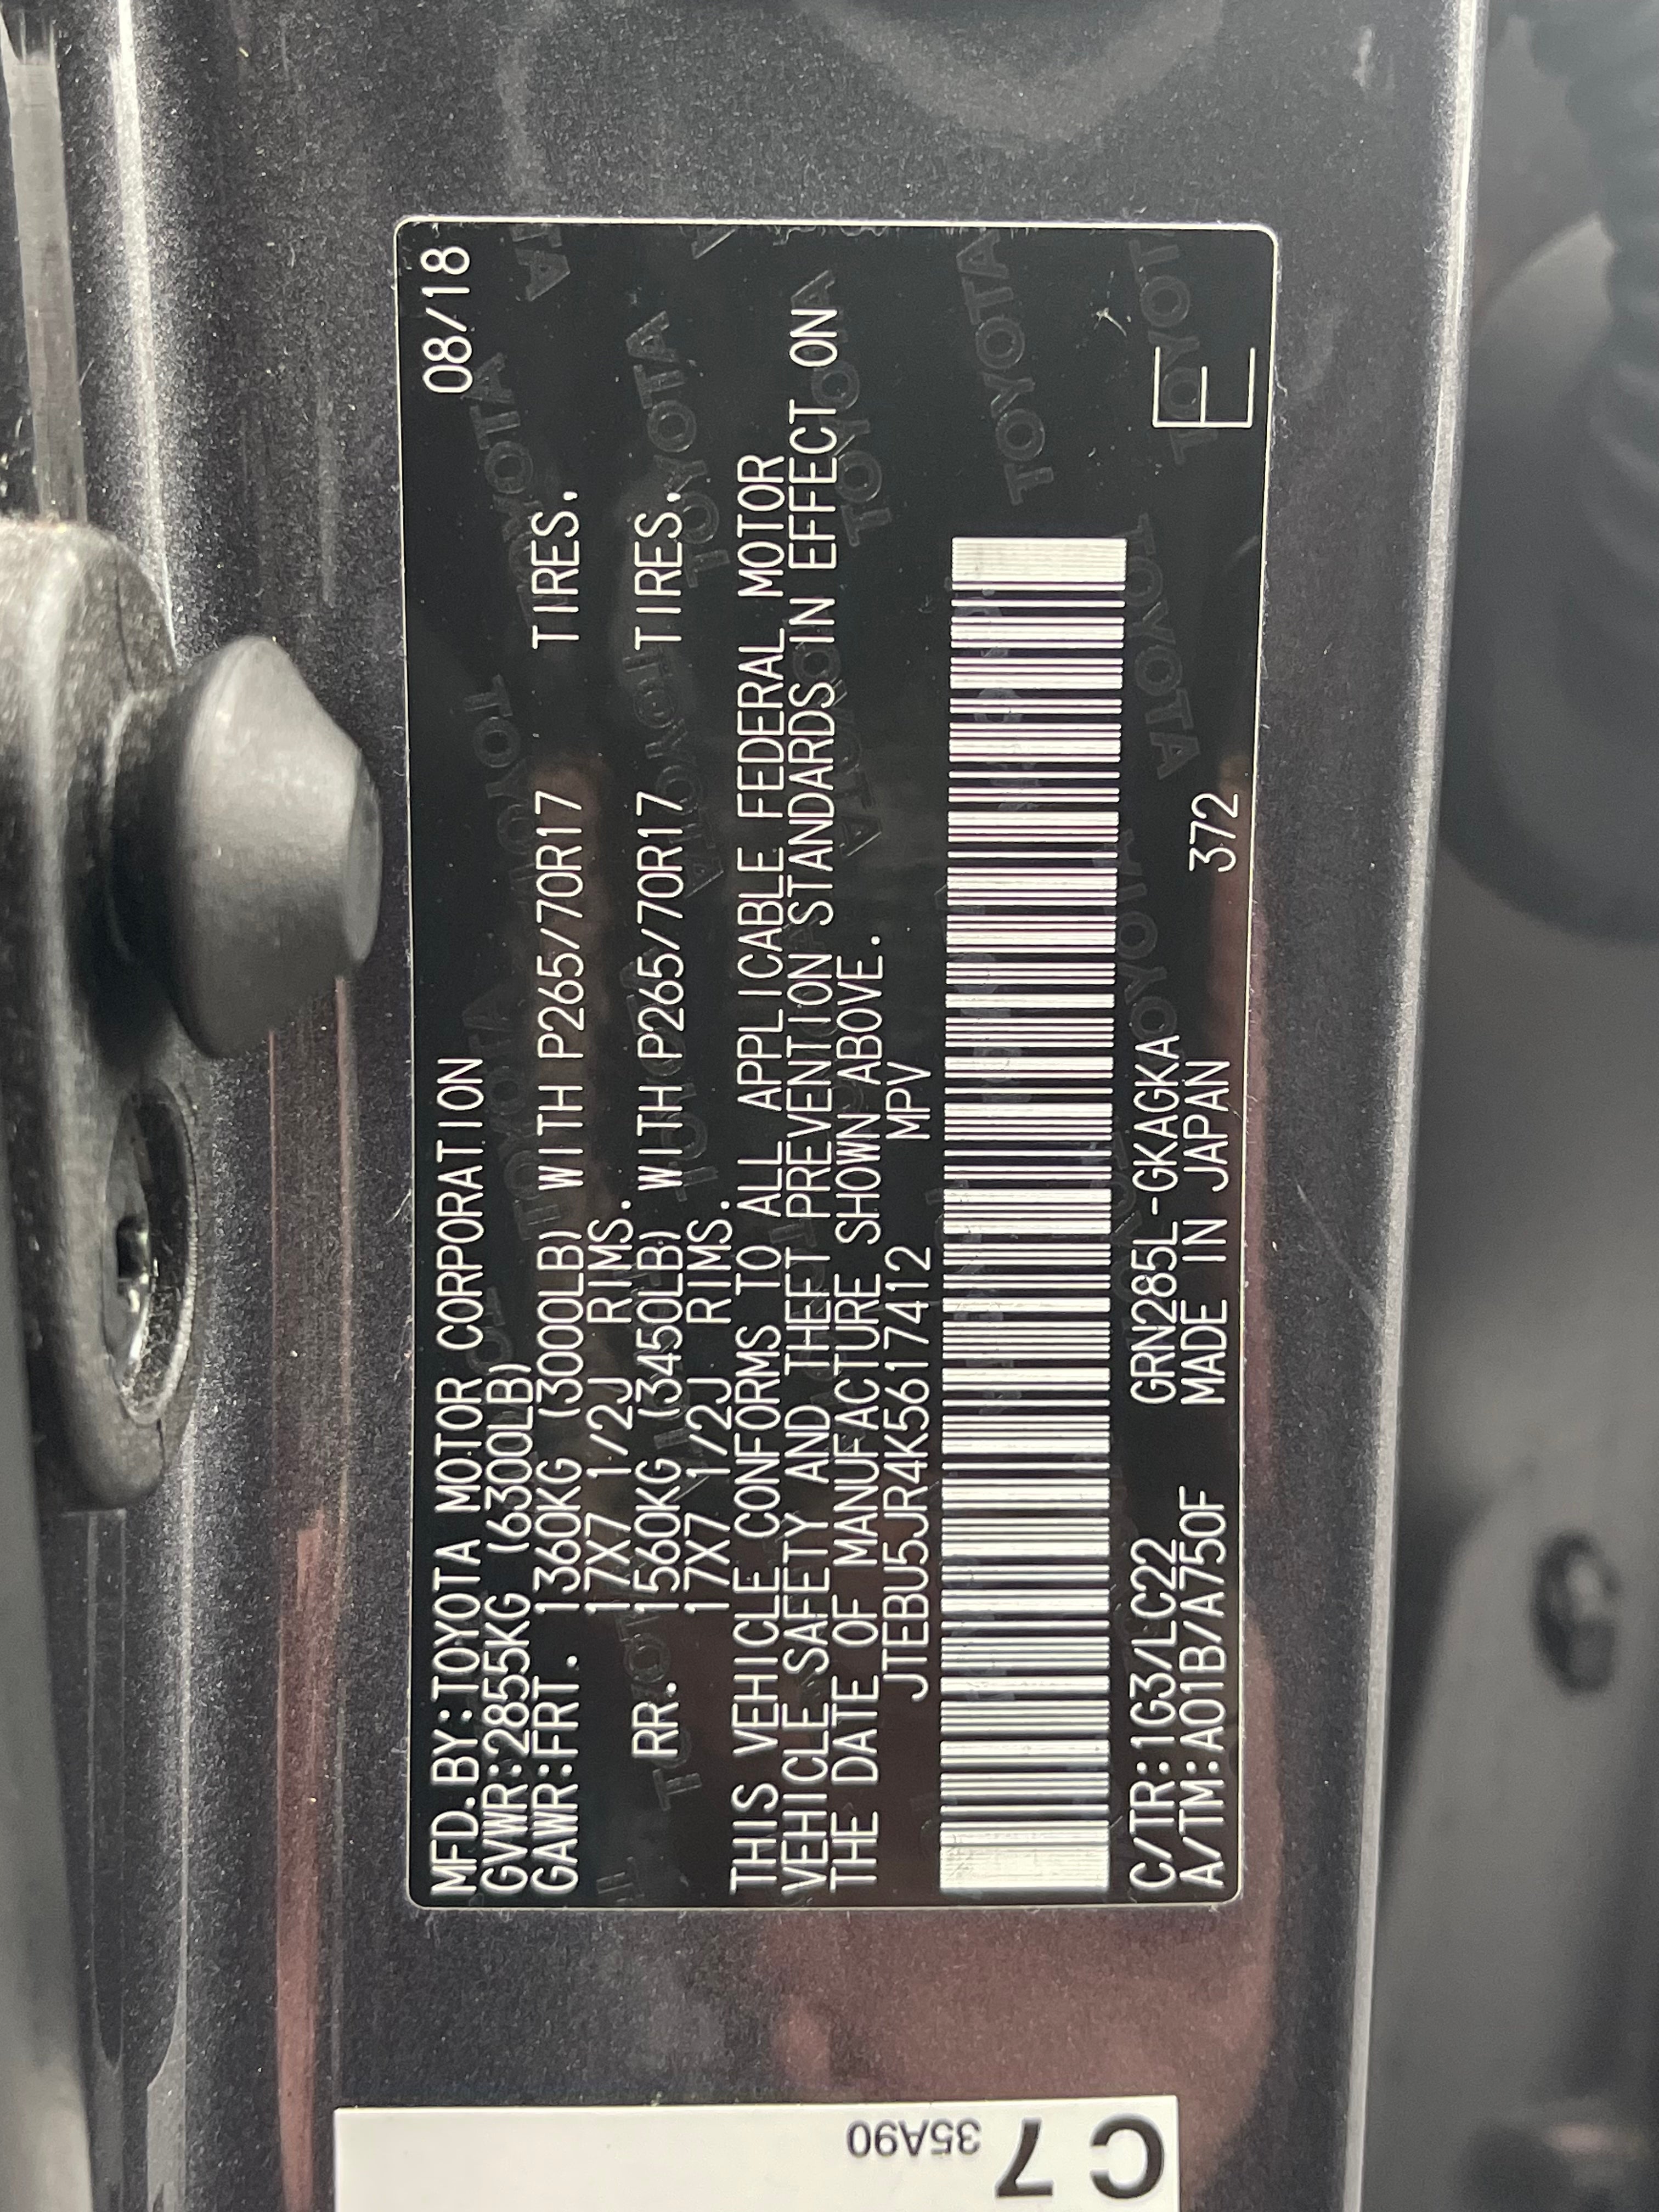 MFD.BY:TOYOTA MOTOR CORPORATION 08/18
GVWR:2855KG (6300LB)
GAWR:FRT. 1360KG (3000LB) WITH P265/70R17 TIRES.
17X7 1/2J RIMS.
RR. 1560KG (3450LB) WITH P265/70R17 TIRES.
17X7 1/2J RIMS.
THIS VEHICLE CONFORMS TO ALL APPLICABLE FEDERAL MOTOR
VEHICLE SAFETY AND THEFT PREVENTION STANDARDS IN EFFECT ON
THE DATE OF MANUFACTURE SHOWN ABOVE.
JTEBU5JR4K5617412 MPV
C/TR:1G3/LC22 GRN285L-GKAGKA
A/TM:A01B/A750F MADE IN JAPAN 372
E
C7
35A90